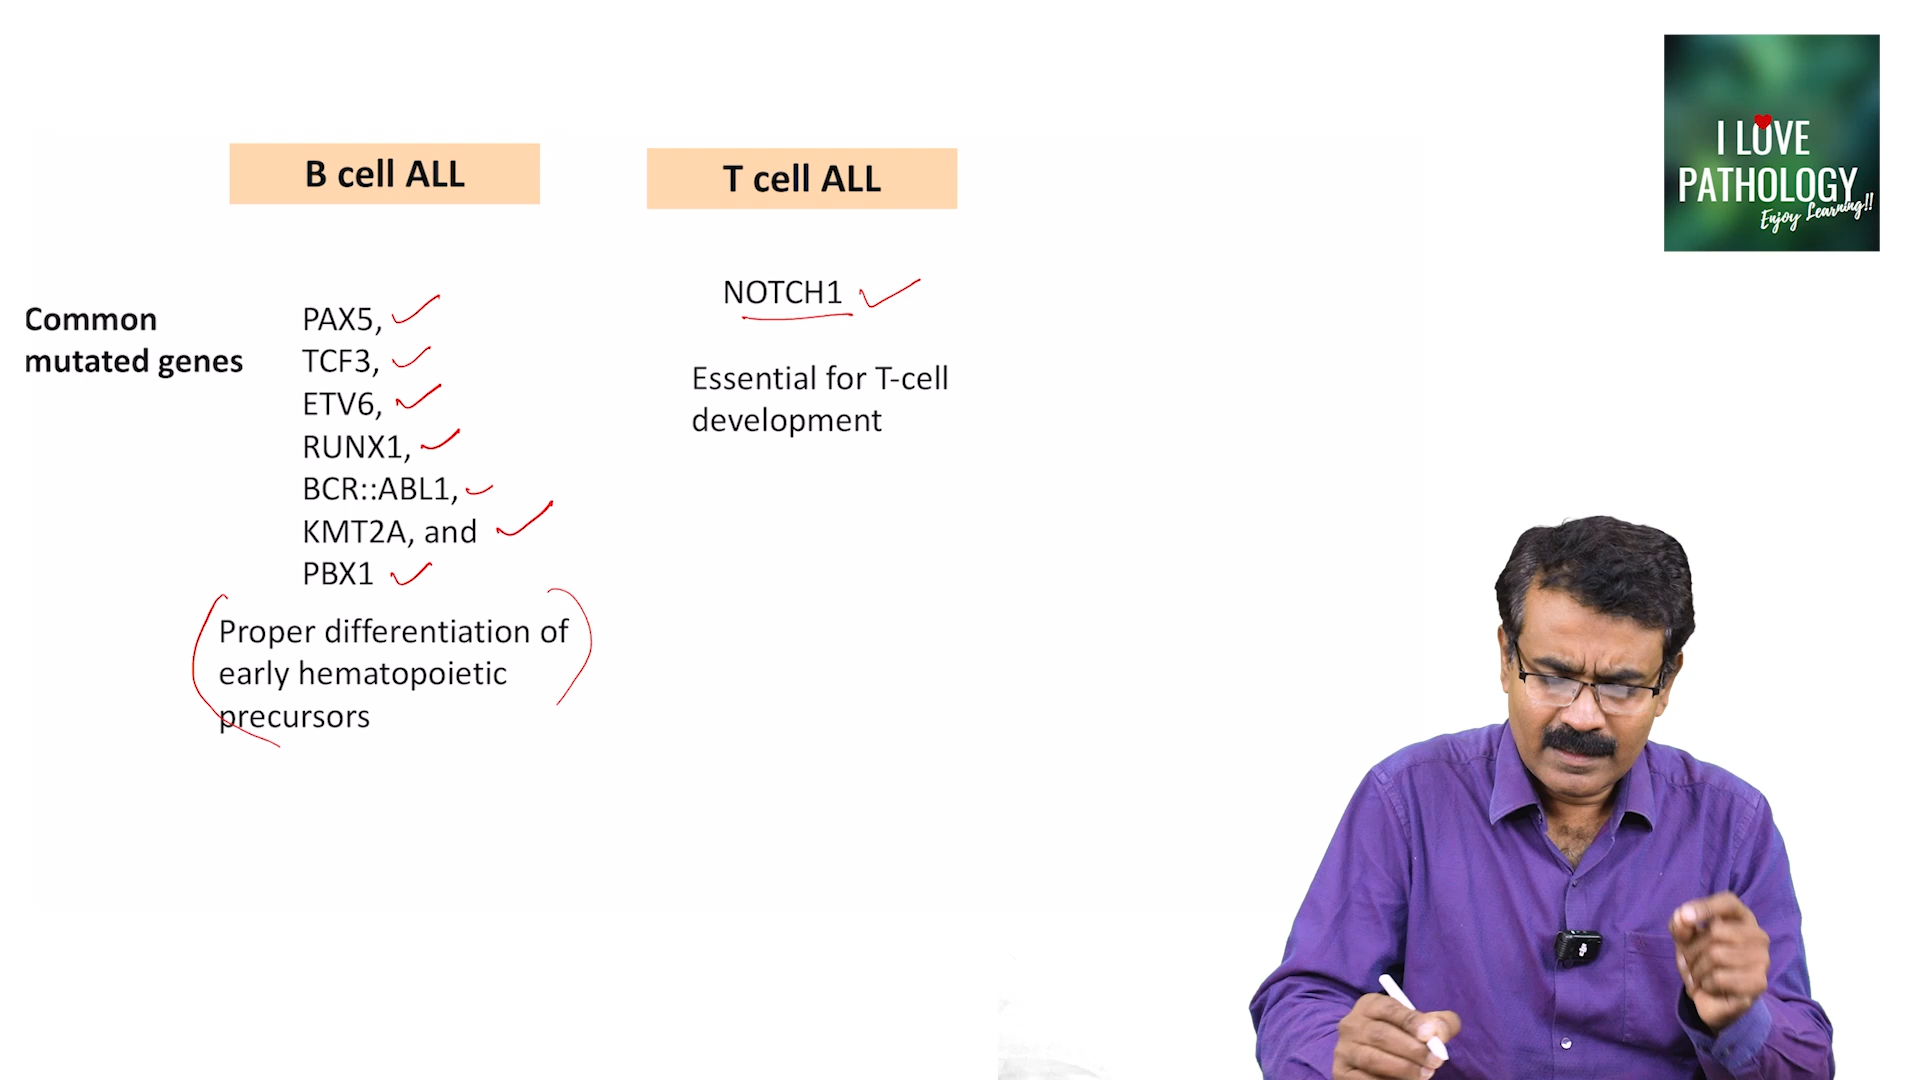 B cell ALL
T cell ALL
Common
mutated genes
PAX5,
TCF3,
ETV6,
RUNX1,
BCR::ABL1,
KMT2A, and
PBX1
Proper differentiation of
early hematopoietic
precursors
NOTCH1
Essential for T-cell
development
I LOVE
PATHOLOGY
Enjoy Learning!!